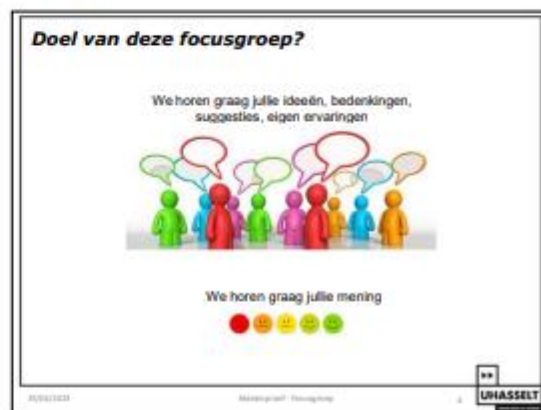 Doel van deze focusgroep?
We horen graag jullie ideeën, bedenkingen,
suggesties, eigen ervaringen
We horen graag jullie mening
UHASSELT